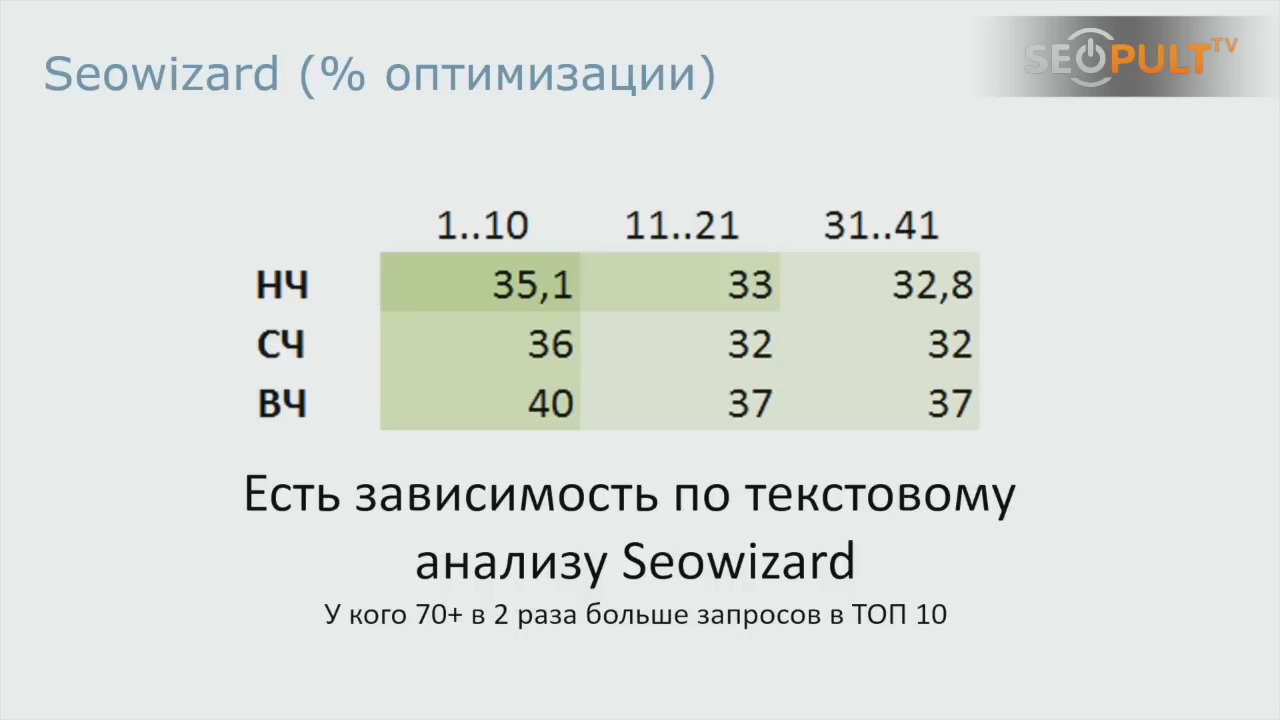 Seowizard (% оптимизации)
SEOPULT TV
1..10 11..21 31..41
НЧ 35,1 33 32,8
СЧ 36 32 32
ВЧ 40 37 37
Есть зависимость по текстовому
анализу Seowizard
У кого 70+ в 2 раза больше запросов в ТОП 10